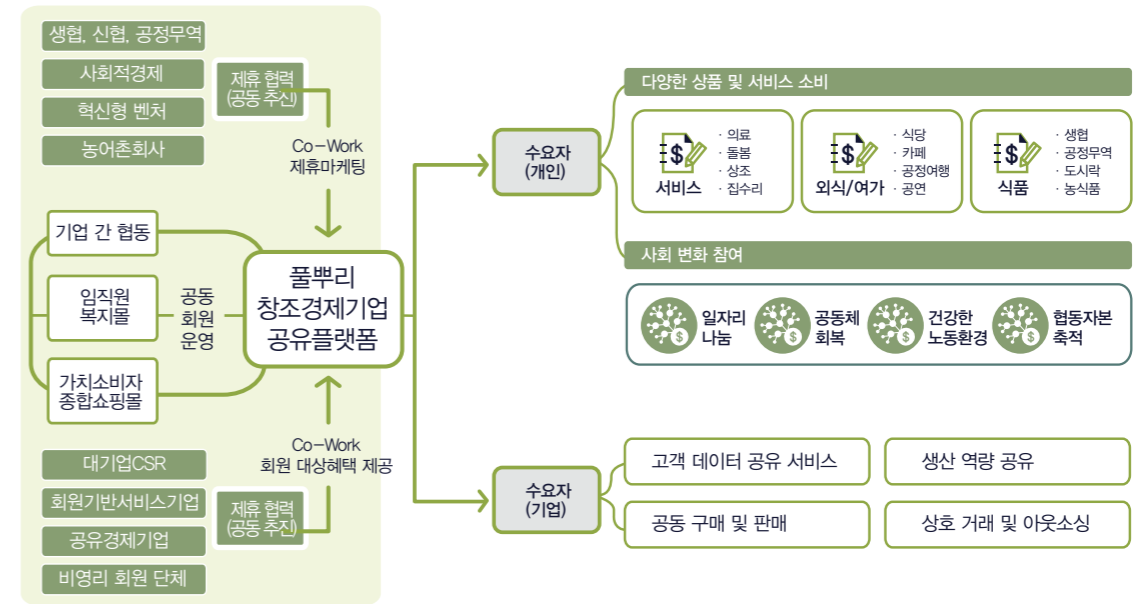 생협, 신협, 공정무역
사회적경제
혁신형 벤처
농어촌회사
제휴 협력
(공동 추진)
Co-Work
제휴마케팅
기업 간 협동
임직원
복지몰
가치소비자
종합쇼핑몰
공동
회원
운영
풀뿌리
창조경제기업
공유플랫폼
Co-Work
회원 대상혜택 제공
대기업CSR
회원기반서비스기업
공유경제기업
비영리 회원 단체
제휴 협력
(공동 추진)
수요자
(개인)
다양한 상품 및 서비스 소비
$
서비스
· 의료
· 돌봄
· 상조
· 집수리
$
외식/여가
· 식당
· 카페
· 공정여행
· 공연
$
식품
· 생협
· 공정무역
· 도시락
· 농식품
사회 변화 참여
$
일자리
나눔
$
공동체
회복
$
건강한
노동환경
$
협동자본
축적
수요자
(기업)
고객 데이터 공유 서비스
생산 역량 공유
공동 구매 및 판매
상호 거래 및 아웃소싱